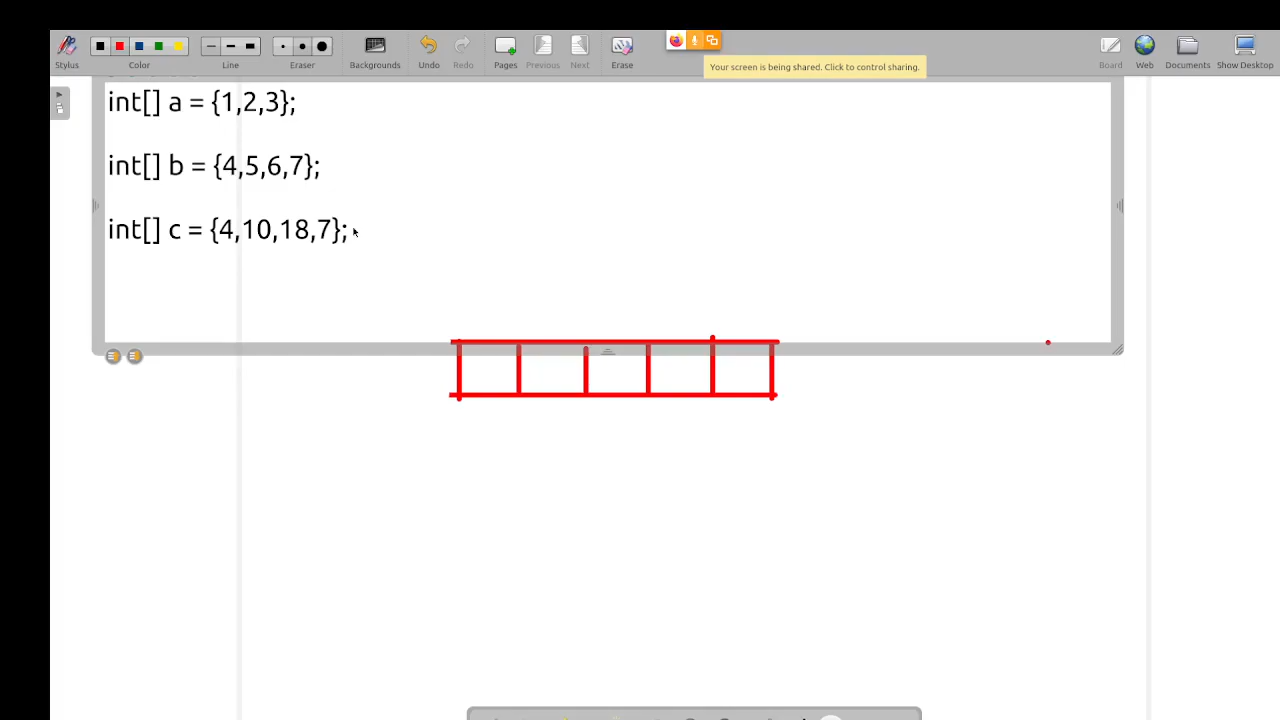 Stylus Color Line Eraser Backgrounds Undo Redo Pages Previous Next Erase Board Web Documents Show Desktop
Your screen is being shared. Click to control sharing.
int[] a = {1,2,3};
int[] b = {4,5,6,7};
int[] c = {4,10,18,7};